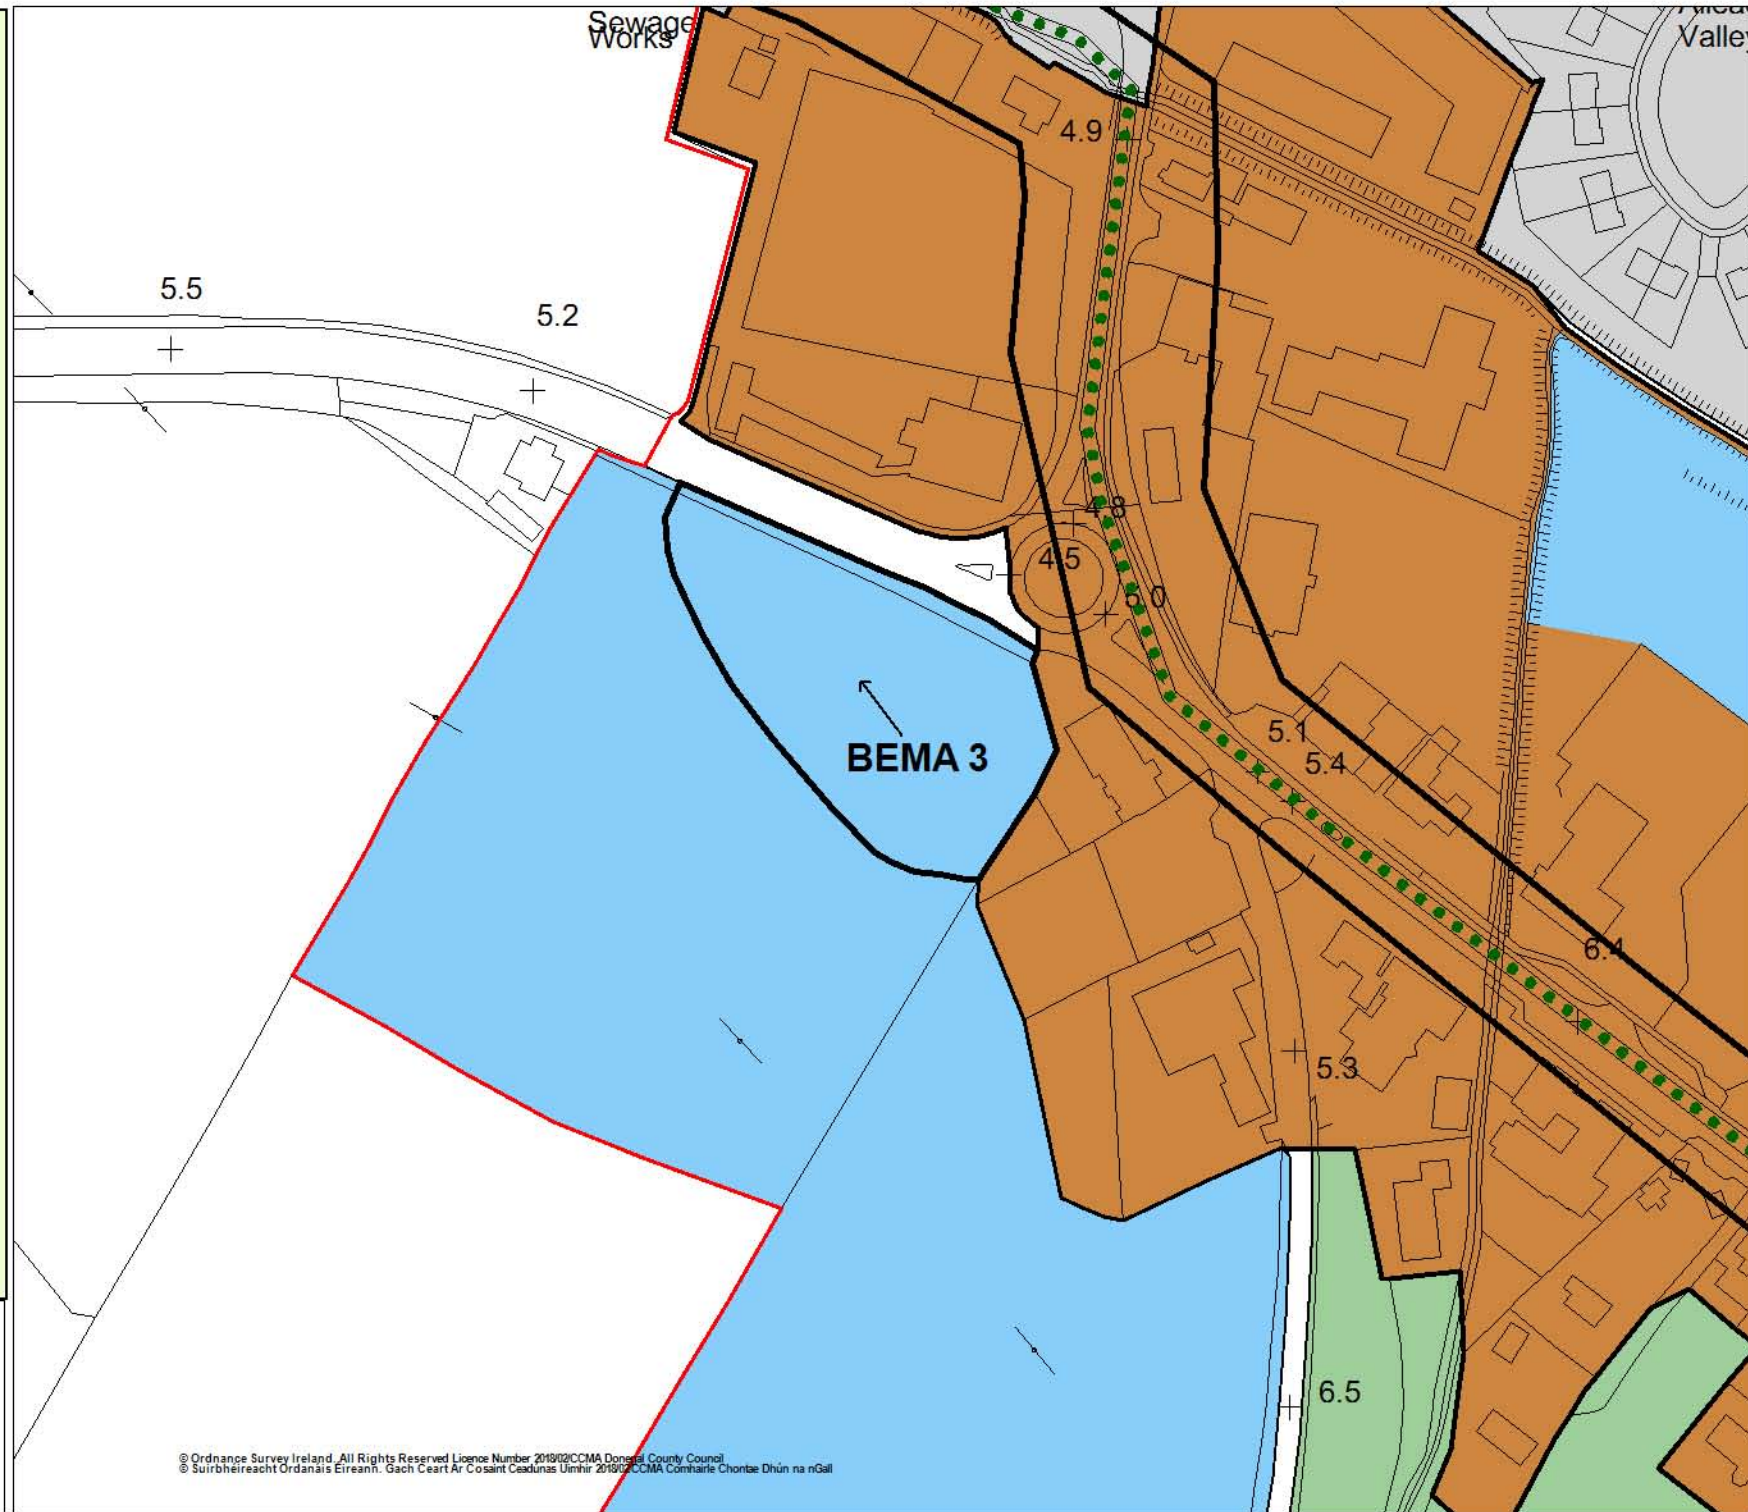 Sewage
Works
Valley
4.9
5.5
5.2
4.8
4.5
5.0
BEMA 3
5.1
5.4
6.4
5.3
6.5
© Ordnance Survey Ireland. All Rights Reserved Licence Number 2018/02/CCMA Donegal County Council
© Suirbhéireacht Ordanáis Éireann. Gach Ceart Ar Cosaint Ceadúnas Uimhir 2018/02/CCMA Comhairle Chontae Dhún na nGall